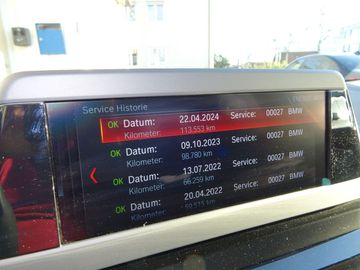 Service Historie
OK Datum: 22.04.2024 Service: 00027 BMW
Kilometer: 113.553 km
OK Datum: 09.10.2023 Service: 00027 BMW
Kilometer: 98.780 km
OK Datum: 13.07.2022 Service: 00027 BMW
Kilometer: 66.259 km
OK Datum: 20.04.2022 Service: 00027 BMW
Kilometer: km